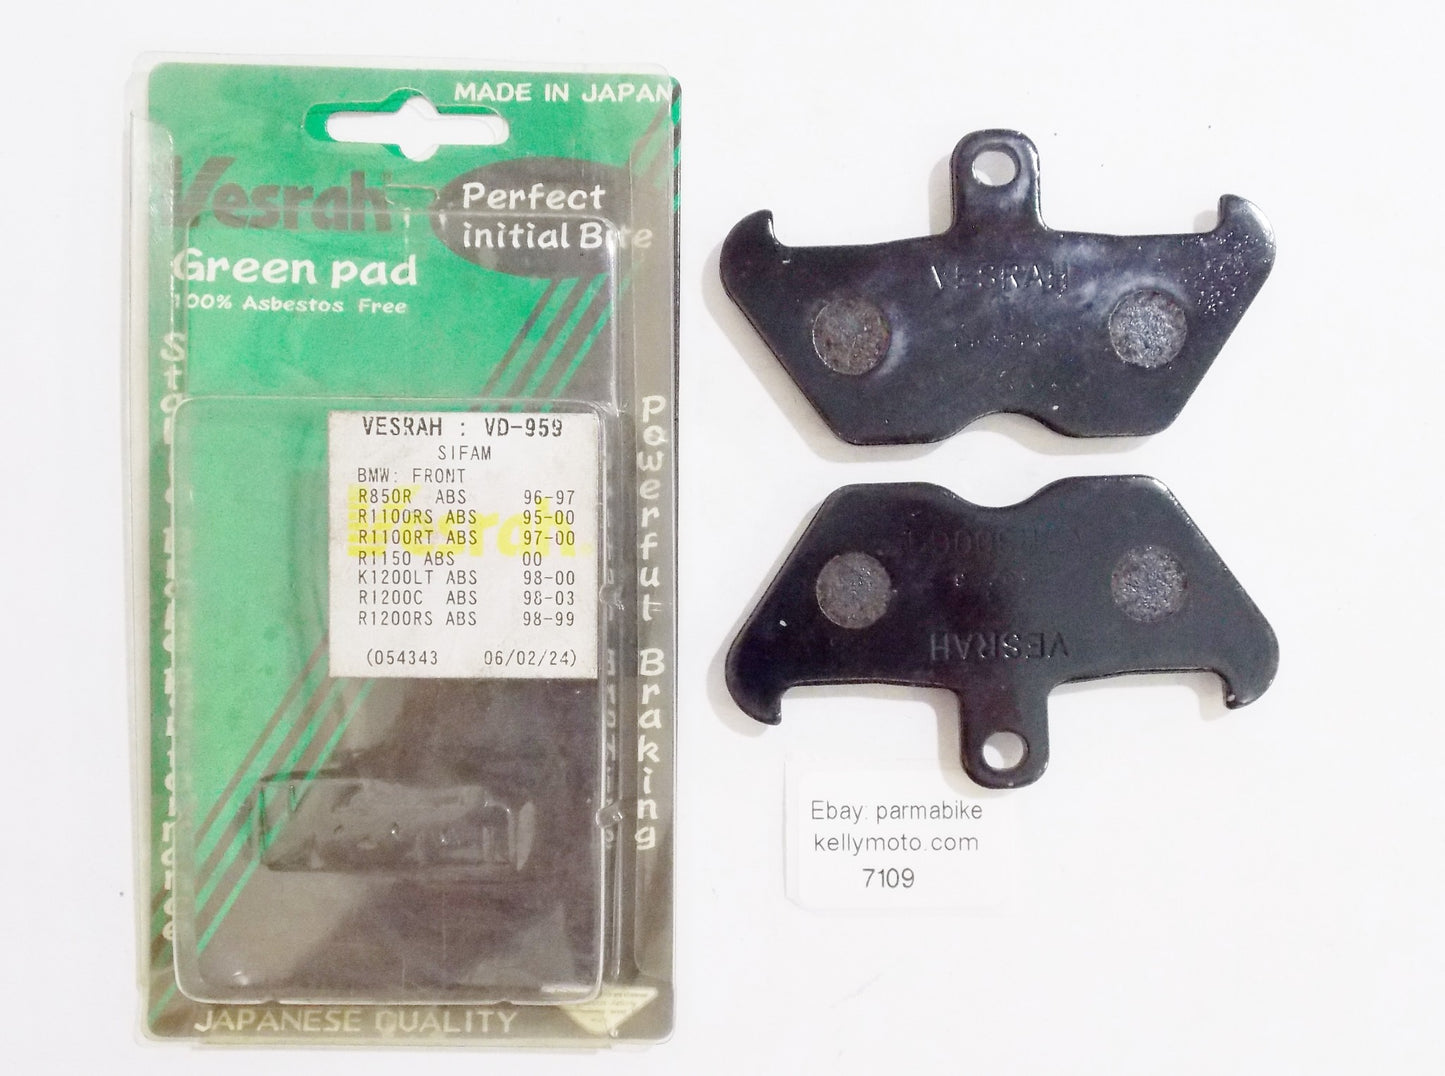 MADE IN JAPAN
Vesrah
Perfect
initial Bite
Green pad
100% Asbestos Free
Powerfut Braking
VESRAH : VD-959
SIFAM
BMW: FRONT
R850R ABS 96-97
R1100RS ABS 95-00
R1100RT ABS 97-00
R1150 ABS 00
K1200LT ABS 98-00
R1200C ABS 98-03
R1200RS ABS 98-99
(054343 06/02/24)
Vesrah
JAPANESE QUALITY
VESRAH
VESRAH
Ebay: parmabike
kellymoto.com
7109